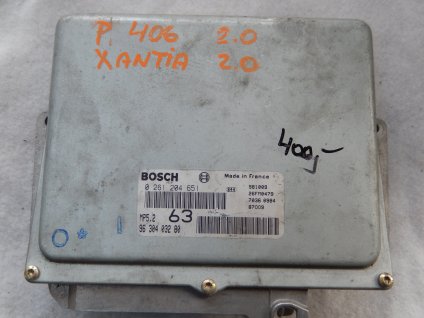 P. 406 2.0
XANTIA 2.0
400,-
BOSCH Made in France
0 261 204 651
MP5.2 63
96 304 032 80